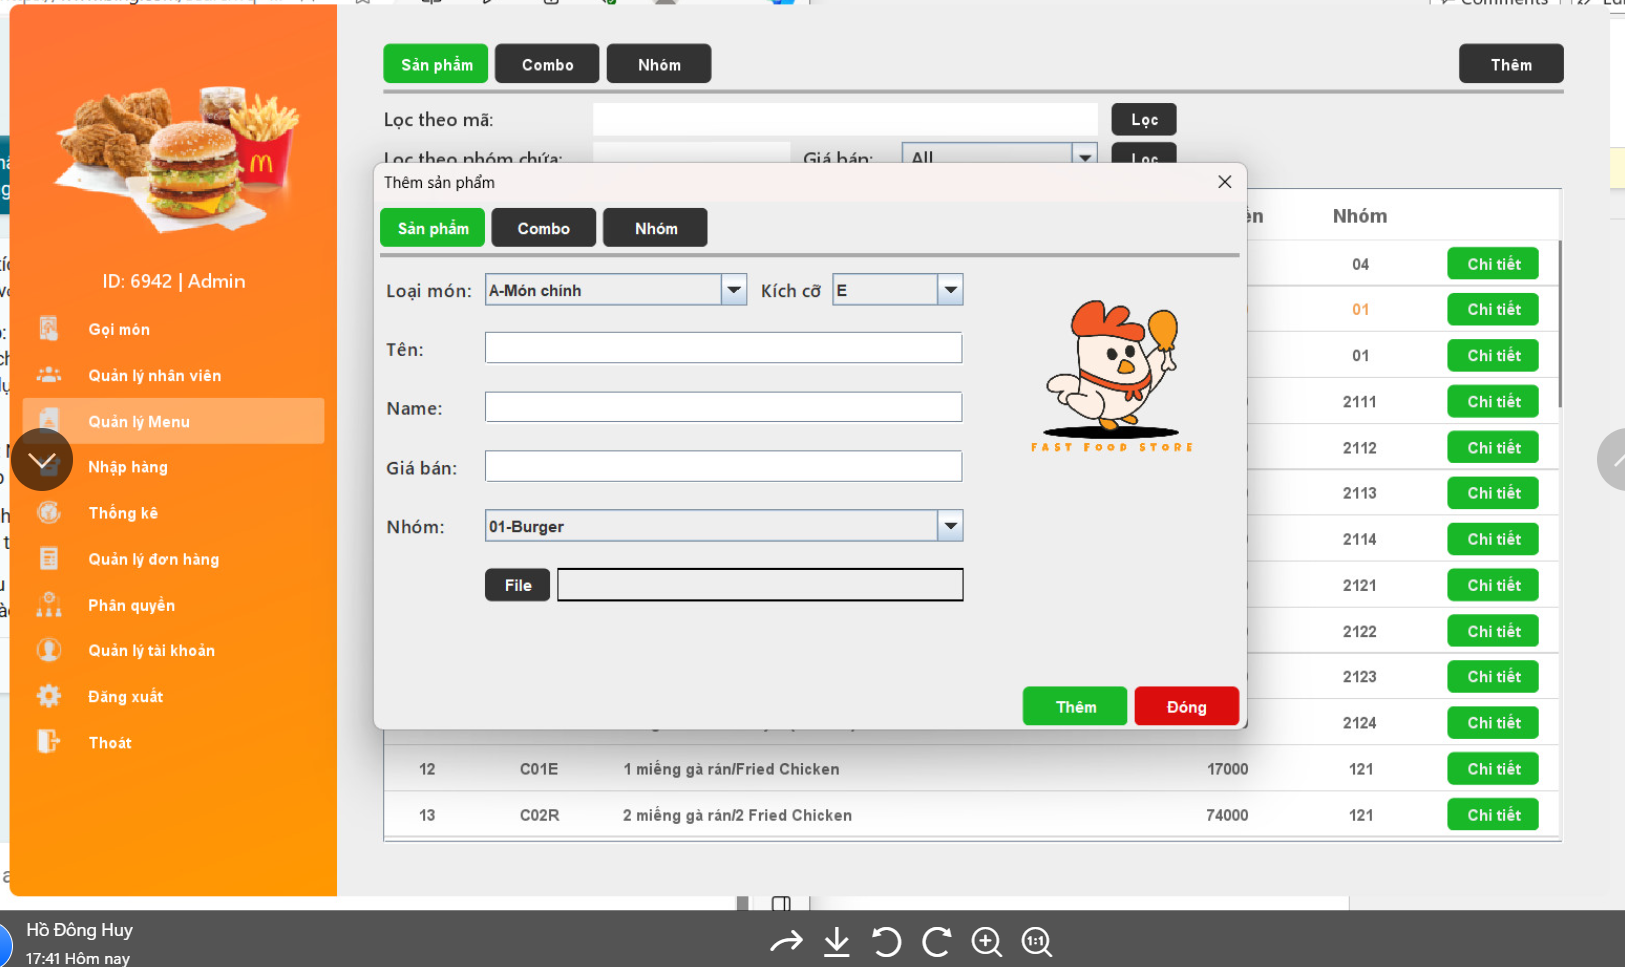 Sản phẩm
Combo
Nhóm
Thêm
Lọc theo mã:
Lọc
Lọc theo nhóm chứa:
Giá bán:
All
Lọc
Thêm sản phẩm
Sản phẩm
Combo
Nhóm
Loại món:
A-Món chính
Kích cỡ
E
Tên:
Name:
Giá bán:
Nhóm:
01-Burger
File
FAST FOOD STORE
Thêm
Đóng
ID: 6942 | Admin
Gọi món
Quản lý nhân viên
Quản lý Menu
Nhập hàng
Thống kê
Quản lý đơn hàng
Phân quyền
Quản lý tài khoản
Đăng xuất
Thoát
Nhóm
04 Chi tiết
01 Chi tiết
01 Chi tiết
2111 Chi tiết
2112 Chi tiết
2113 Chi tiết
2114 Chi tiết
2121 Chi tiết
2122 Chi tiết
2123 Chi tiết
2124 Chi tiết
12 C01E 1 miếng gà rán/Fried Chicken 17000 121 Chi tiết
13 C02R 2 miếng gà rán/2 Fried Chicken 74000 121 Chi tiết
Hồ Đông Huy
17:41 Hôm nay
1:1